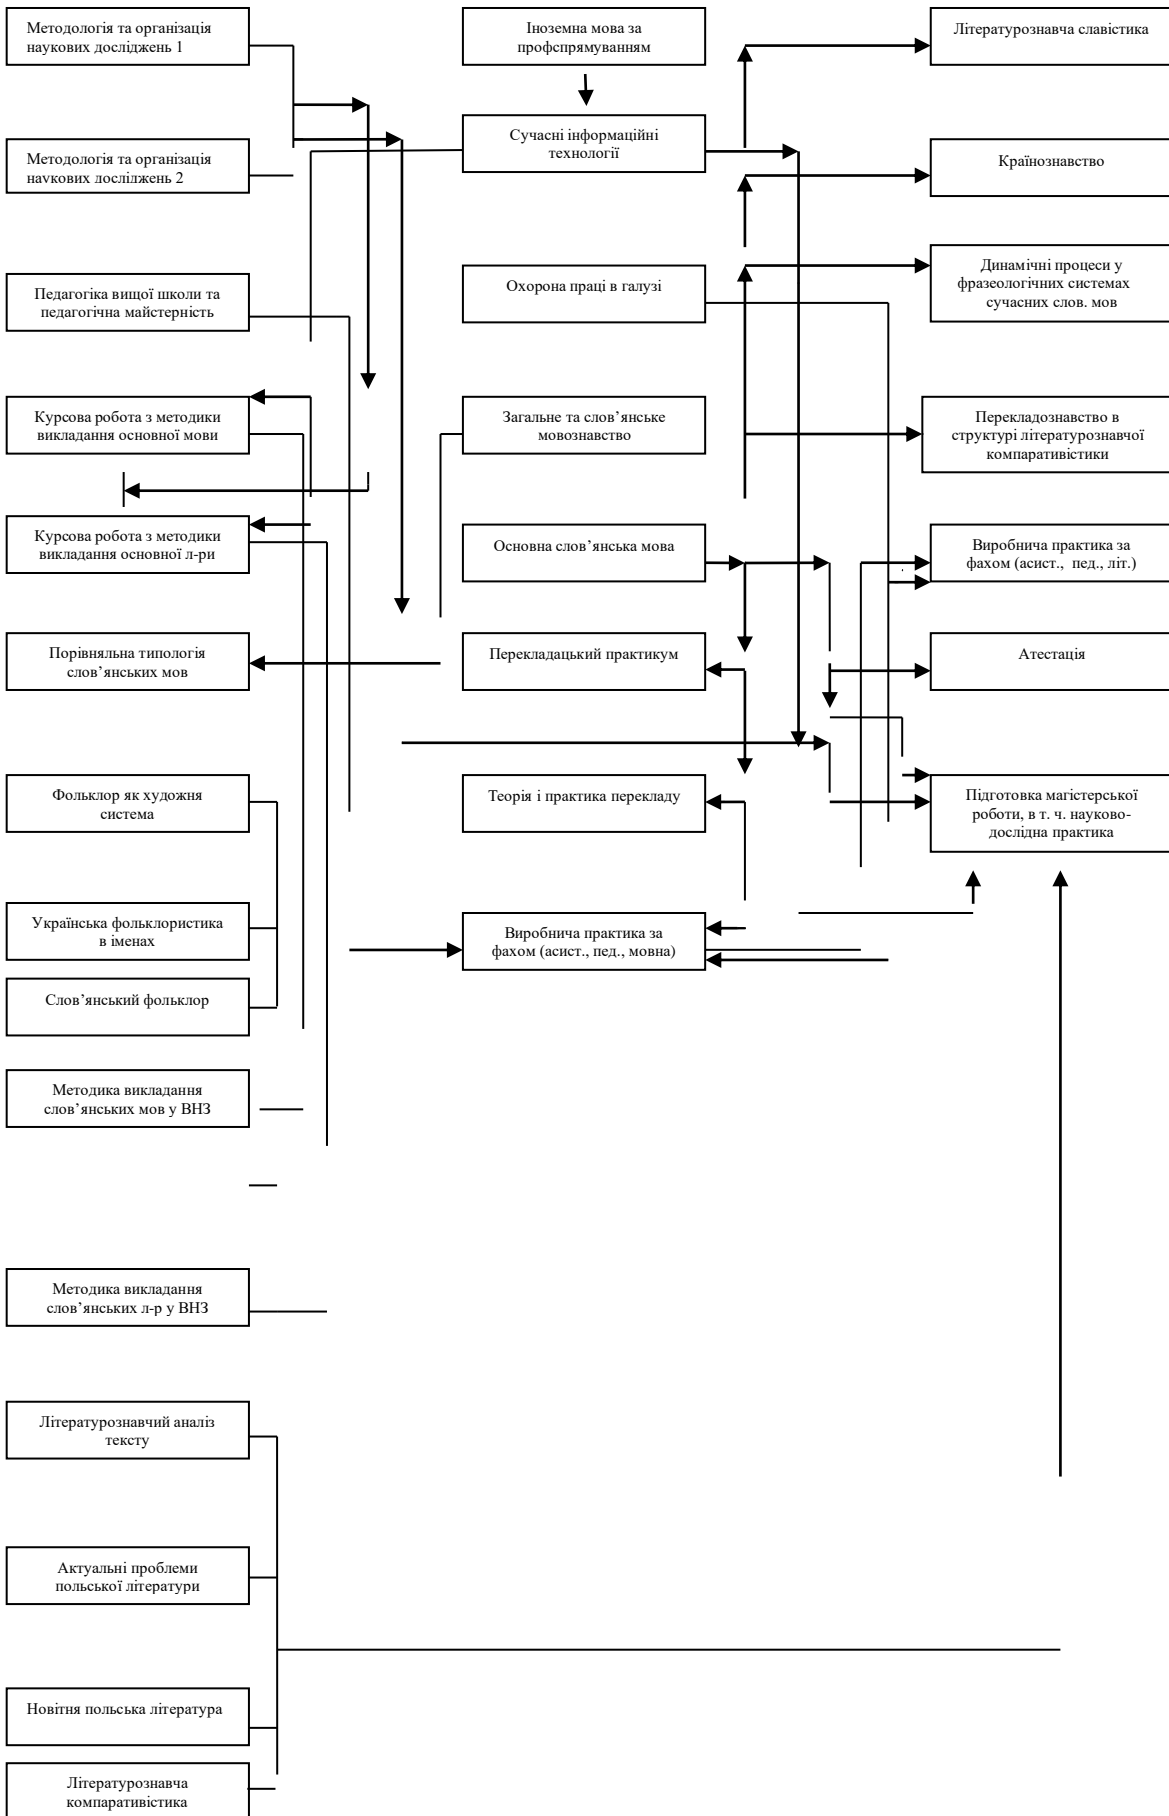 Методологія та організація
наукових досліджень 1
Іноземна мова за
профспрямуванням
Літературознавча славістика
Методологія та організація
наукових досліджень 2
Сучасні інформаційні
технології
Країнознавство
Педагогіка вищої школи та
педагогічна майстерність
Охорона праці в галузі
Динамічні процеси у
фразеологічних системах
сучасних слов. мов
Курсова робота з методики
викладання основної мови
Загальне та слов’янське
мовознавство
Перекладознавство в
структурі літературознавчої
компаративістики
Курсова робота з методики
викладання основної л-ри
Основна слов’янська мова
Виробнича практика за
фахом (асист., пед., літ.)
Порівняльна типологія
слов’янських мов
Перекладацький практикум
Атестація
Фольклор як художня
система
Теорія і практика перекладу
Підготовка магістерської
роботи, в т. ч. науково-
дослідна практика
Українська фольклористика
в іменах
Виробнича практика за
фахом (асист., пед., мовна)
Слов’янський фольклор
Методика викладання
слов’янських мов у ВНЗ
Методика викладання
слов’янських л-р у ВНЗ
Літературознавчий аналіз
тексту
Актуальні проблеми
польської літератури
Новітня польська література
Літературознавча
компаративістика